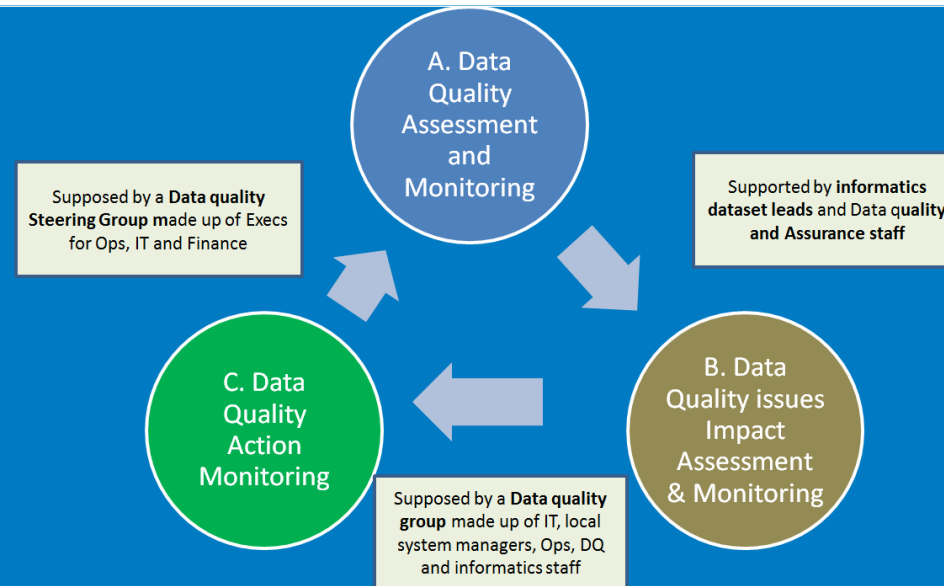 A. Data
Quality
Assessment
and
Monitoring
Supposed by a Data quality
Steering Group made up of Execs
for Ops, IT and Finance
Supported by informatics
dataset leads and Data quality
and Assurance staff
C. Data
Quality
Action
Monitoring
B. Data
Quality issues
Impact
Assessment
& Monitoring
Supposed by a Data quality
group made up of IT, local
system managers, Ops, DQ
and informatics staff